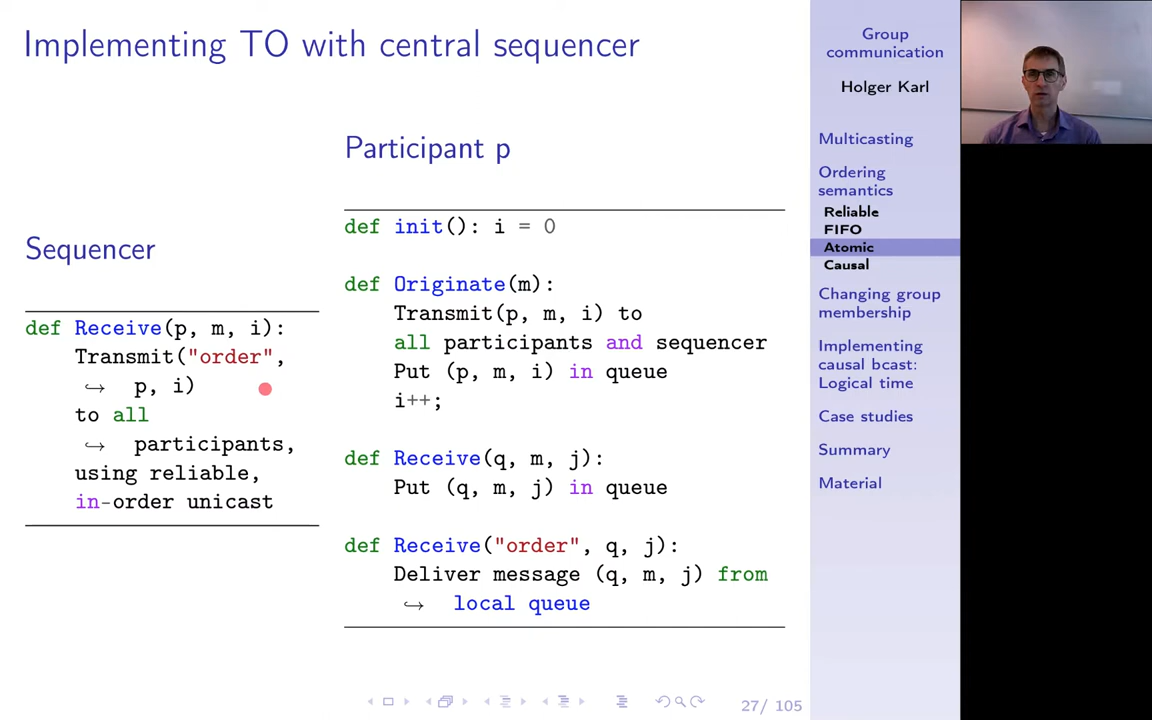 Implementing TO with central sequencer
Sequencer
def Receive(p, m, i):
Transmit("order",
↪ p, i)
to all
↪ participants,
using reliable,
in-order unicast
Participant p
def init(): i = 0
def Originate(m):
Transmit(p, m, i) to
all participants and sequencer
Put (p, m, i) in queue
i++;
def Receive(q, m, j):
Put (q, m, j) in queue
def Receive("order", q, j):
Deliver message (q, m, j) from
↪ local queue
27/ 105
Group
communication
Holger Karl
Multicasting
Ordering
semantics
Reliable
FIFO
Atomic
Causal
Changing group
membership
Implementing
causal bcast:
Logical time
Case studies
Summary
Material